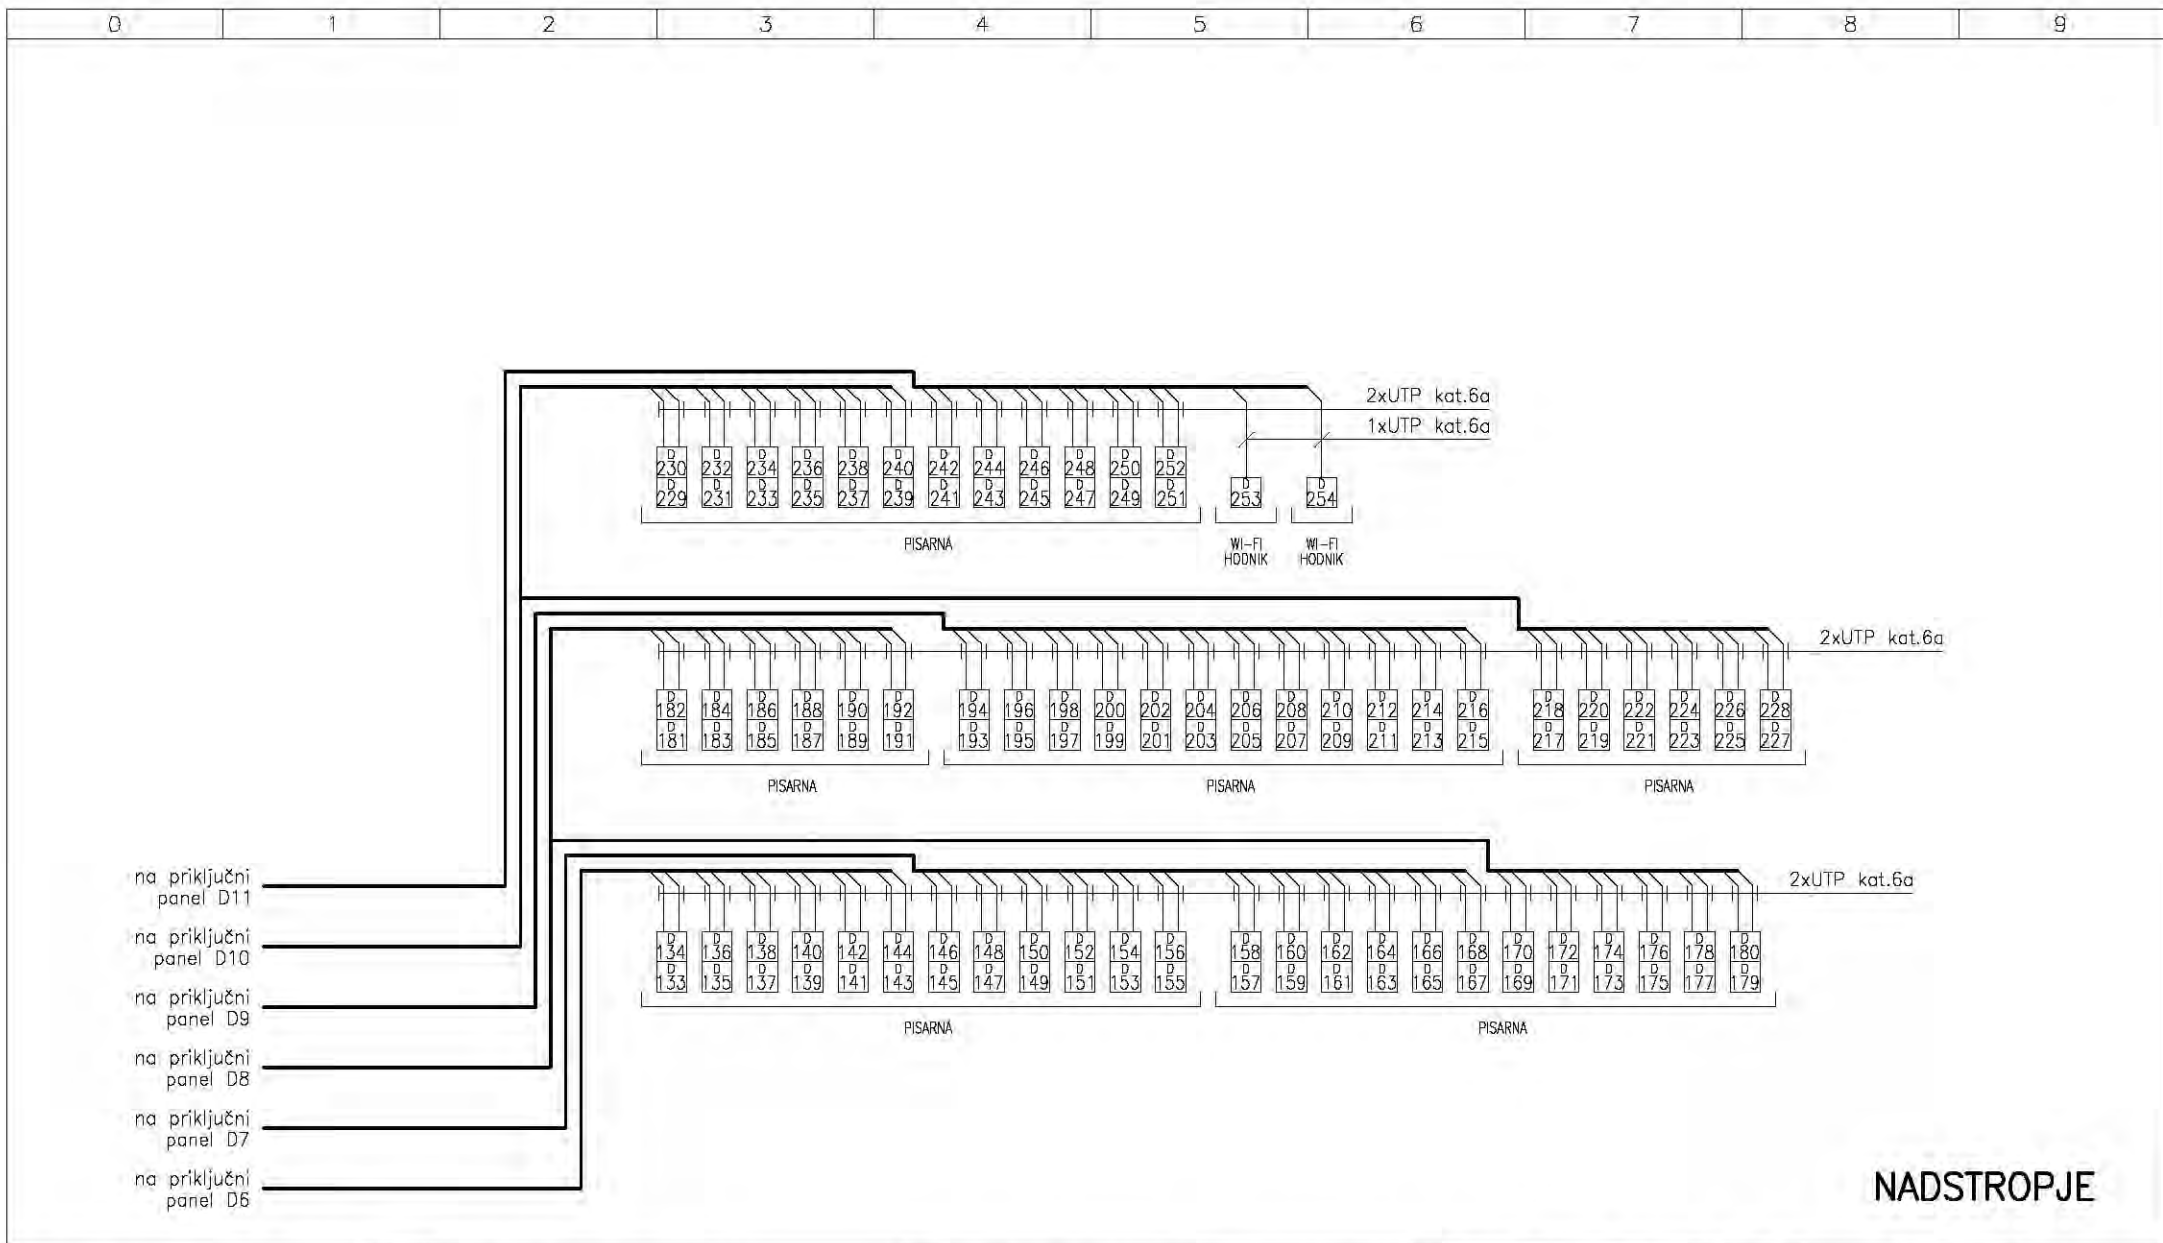 0 1 2 3 4 5 6 7 8 9
2xUTP kat.6a
1xUTP kat.6a
D D D D D D D D D D D D
230 232 234 236 238 240 242 244 246 248 250 252
D D D D D D D D D D D D D D
229 231 233 235 237 239 241 243 245 247 249 251 253 254
PISARNA WI-FI WI-FI
HODNIK HODNIK
2xUTP kat.6a
D D D D D D D D D D D D D D D D D D D D D D D D
182 184 186 188 190 192 194 196 198 200 202 204 206 208 210 212 214 216 218 220 222 224 226 228
D D D D D D D D D D D D D D D D D D D D D D D D
181 183 185 187 189 191 193 195 197 199 201 203 205 207 209 211 213 215 217 219 221 223 225 227
PISARNA PISARNA PISARNA
2xUTP kat.6a
D D D D D D D D D D D D D D D D D D D D D D D D
134 136 138 140 142 144 146 148 150 152 154 156 158 160 162 164 166 168 170 172 174 176 178 180
D D D D D D D D D D D D D D D D D D D D D D D D
133 135 137 139 141 143 145 147 149 151 153 155 157 159 161 163 165 167 169 171 173 175 177 179
PISARNA PISARNA
na priključni
panel D11
na priključni
panel D10
na priključni
panel D9
na priključni
panel D8
na priključni
panel D7
na priključni
panel D6
NADSTROPJE